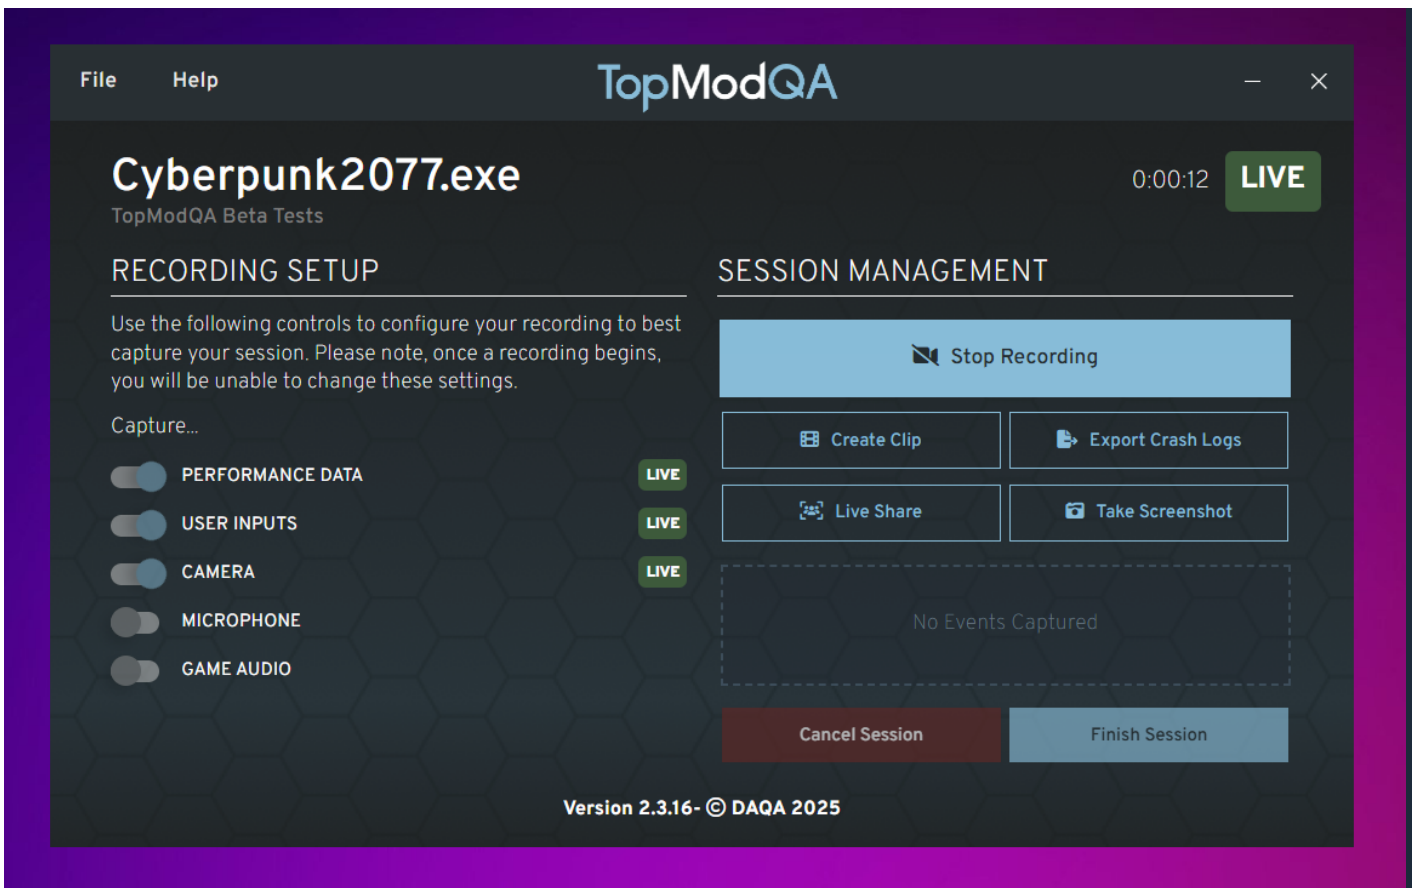 File Help TopModQA
Cyberpunk2077.exe
TopModQA Beta Tests
0:00:12 LIVE
RECORDING SETUP
Use the following controls to configure your recording to best
capture your session. Please note, once a recording begins,
you will be unable to change these settings.
Capture...
PERFORMANCE DATA LIVE
USER INPUTS LIVE
CAMERA LIVE
MICROPHONE
GAME AUDIO
SESSION MANAGEMENT
Stop Recording
Create Clip Export Crash Logs
Live Share Take Screenshot
No Events Captured
Cancel Session Finish Session
Version 2.3.16- © DAQA 2025